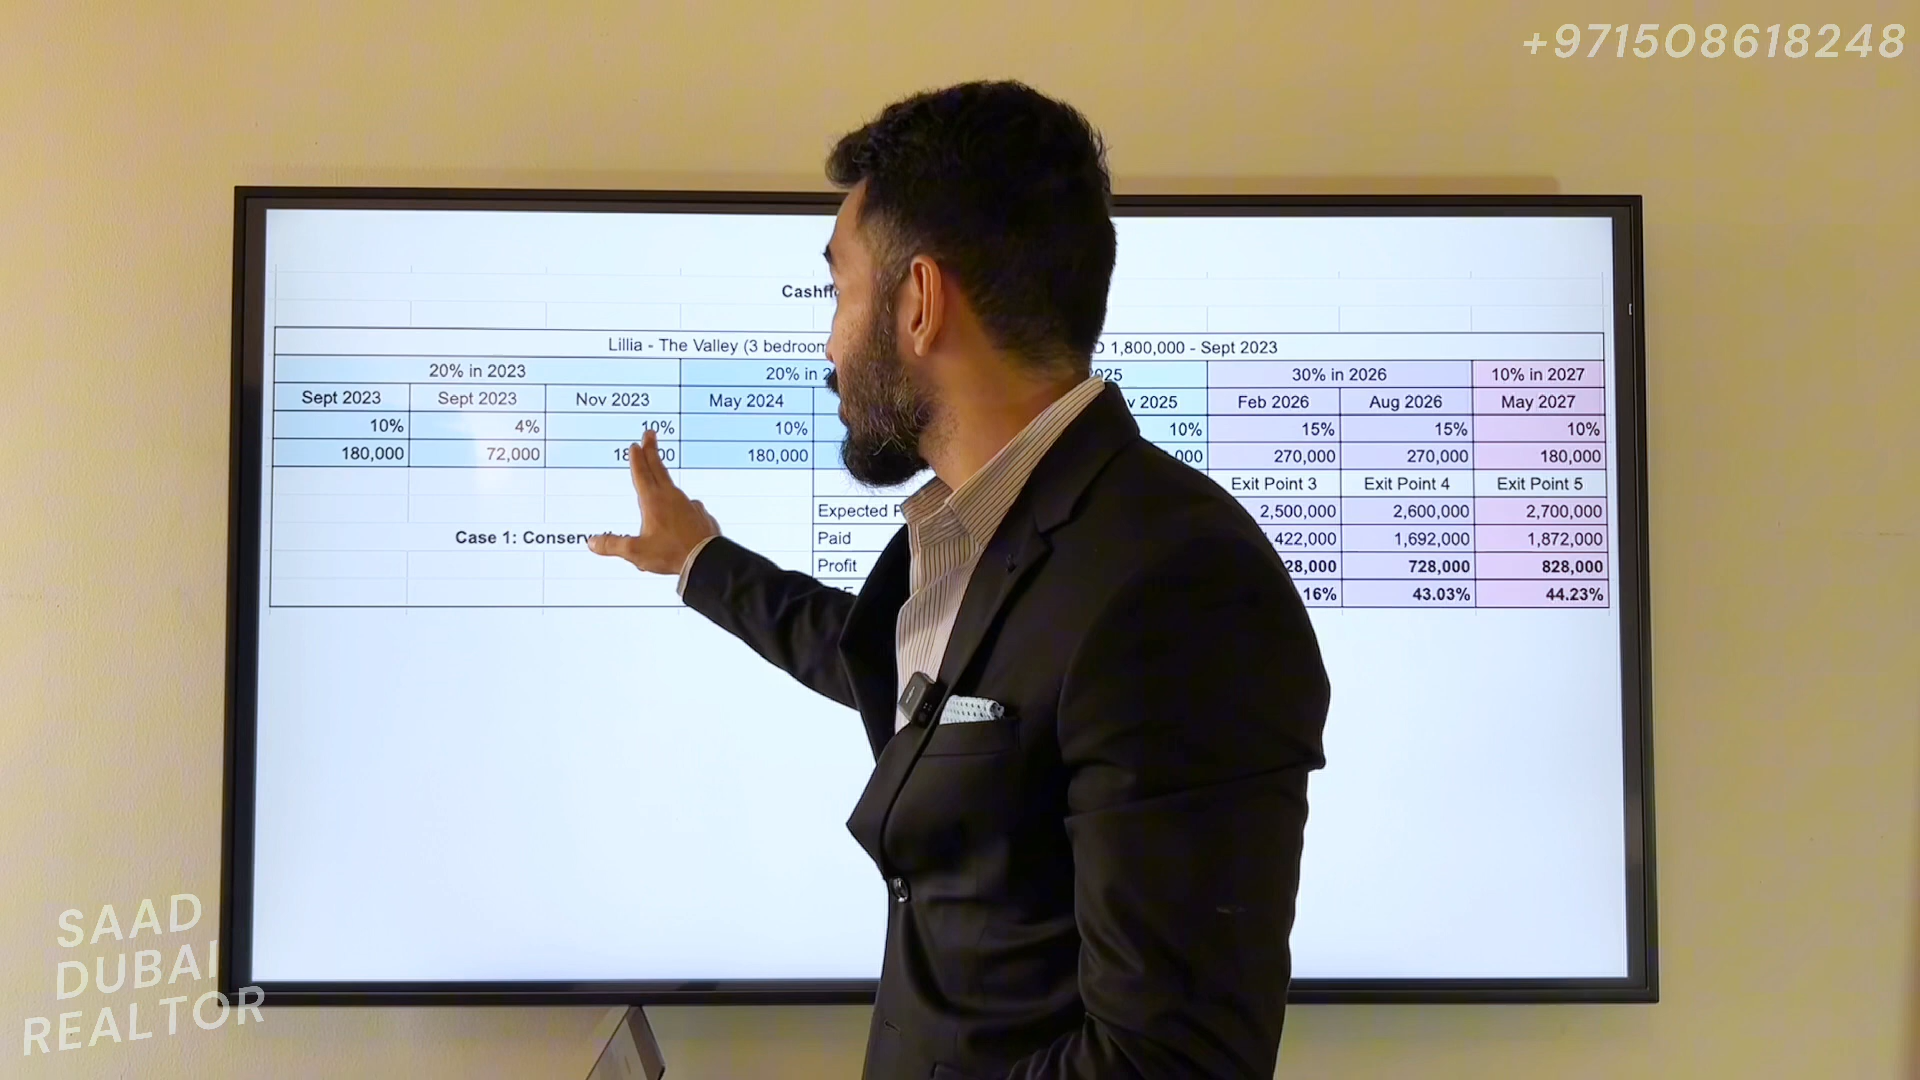 +971508618248
Cashfl
Lillia - The Valley (3 bedroom 1,800,000 - Sept 2023
20% in 2023 20% in 2 025 30% in 2026 10% in 2027
Sept 2023 Sept 2023 Nov 2023 May 2024 v 2025 Feb 2026 Aug 2026 May 2027
10% 4% 10% 10% 10% 15% 15% 10%
180,000 72,000 180,000 000 270,000 270,000 180,000
Exit Point 3 Exit Point 4 Exit Point 5
Expected P 2,500,000 2,600,000 2,700,000
Case 1: Conserv Paid 422,000 1,692,000 1,872,000
Profit 28,000 728,000 828,000
16% 43.03% 44.23%
SAAD
DUBAI
REALTOR